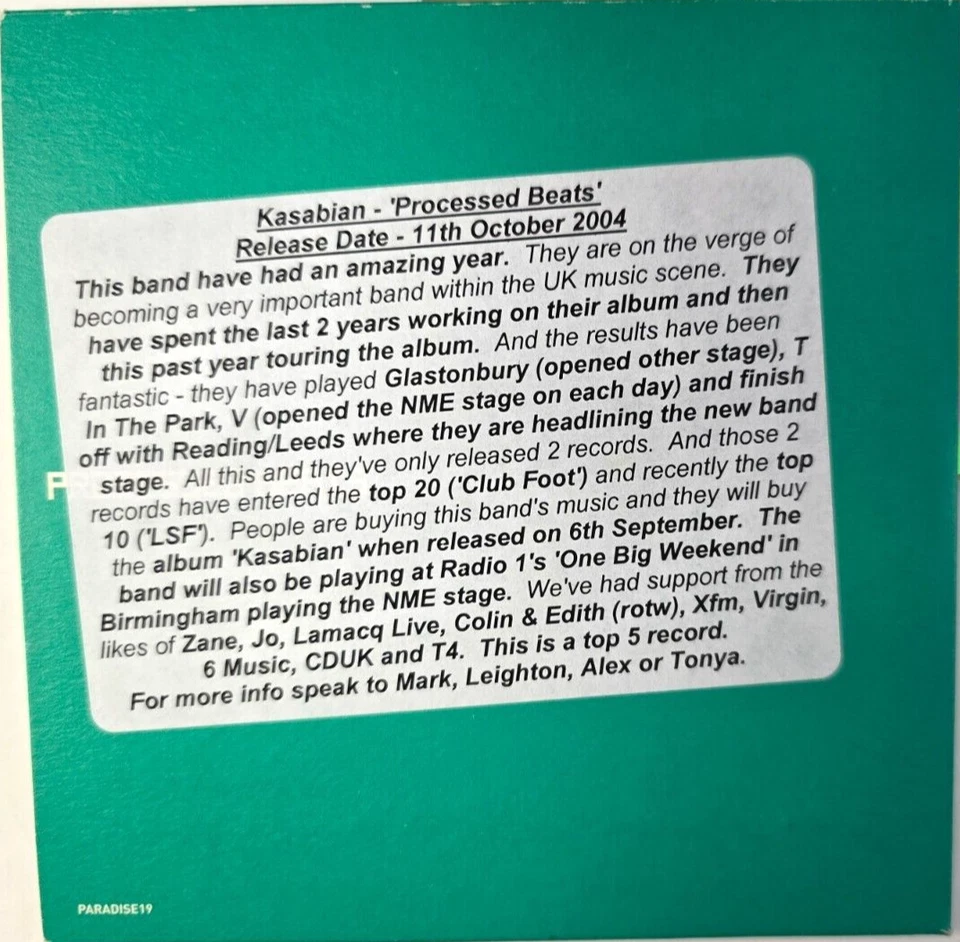 Kasabian - 'Processed Beats'
Release Date - 11th October 2004
This band have had an amazing year. They are on the verge of
becoming a very important band within the UK music scene. They
have spent the last 2 years working on their album and then
this past year touring the album. And the results have been
fantastic - they have played Glastonbury (opened other stage), T
In The Park, V (opened the NME stage on each day) and finish
off with Reading/Leeds where they are headlining the new band
stage. All this and they've only released 2 records. And those 2
records have entered the top 20 ('Club Foot') and recently the top
10 ('LSF'). People are buying this band's music and they will buy
the album 'Kasabian' when released on 6th September. The
band will also be playing at Radio 1's 'One Big Weekend' in
Birmingham playing the NME stage. We've had support from the
likes of Zane, Jo, Lamacq Live, Colin & Edith (rotw), Xfm, Virgin,
6 Music, CDUK and T4. This is a top 5 record.
For more info speak to Mark, Leighton, Alex or Tonya.
PARADISE19